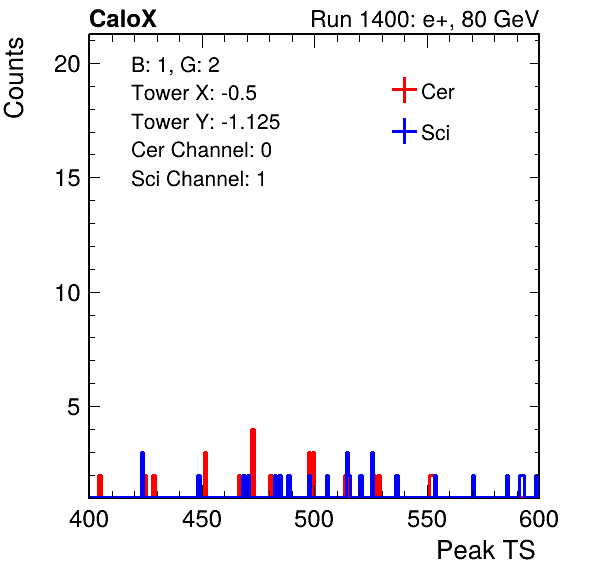 CaloX Run 1400: e+, 80 GeV
Counts
20
15
10
5
B: 1, G: 2
Tower X: -0.5
Tower Y: -1.125
Cer Channel: 0
Sci Channel: 1
Cer
Sci
400 450 500 550 600
Peak TS